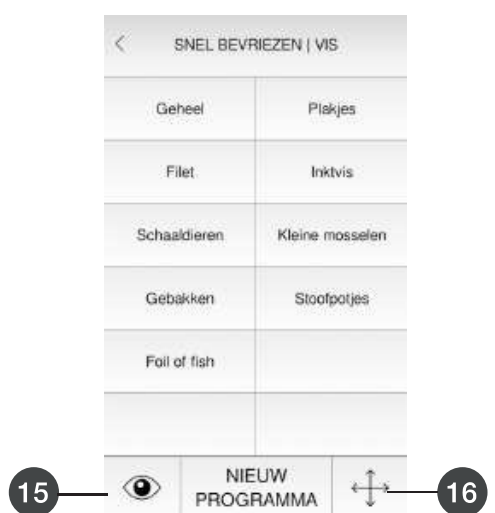 SNEL BEVRIEZEN | VIS
Geheel
Plakjes
Filet
Inktvis
Schaaldieren
Kleine mosselen
Gebakken
Stoofpotjes
Foil of fish
15
NIEUW
PROGRAMMA
16